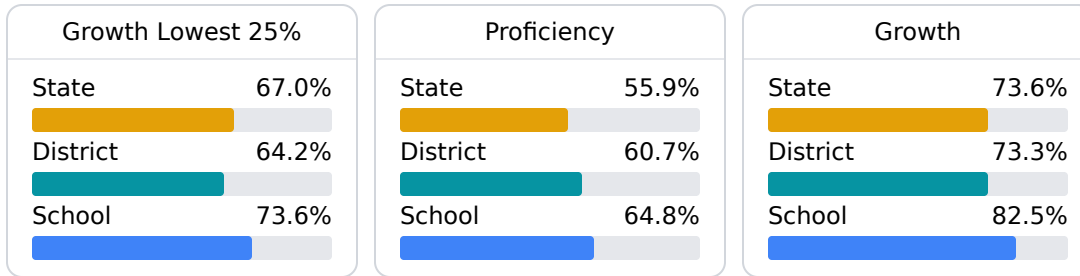 Growth Lowest 25%
State 67.0%
District 64.2%
School 73.6%
Proficiency
State 55.9%
District 60.7%
School 64.8%
Growth
State 73.6%
District 73.3%
School 82.5%